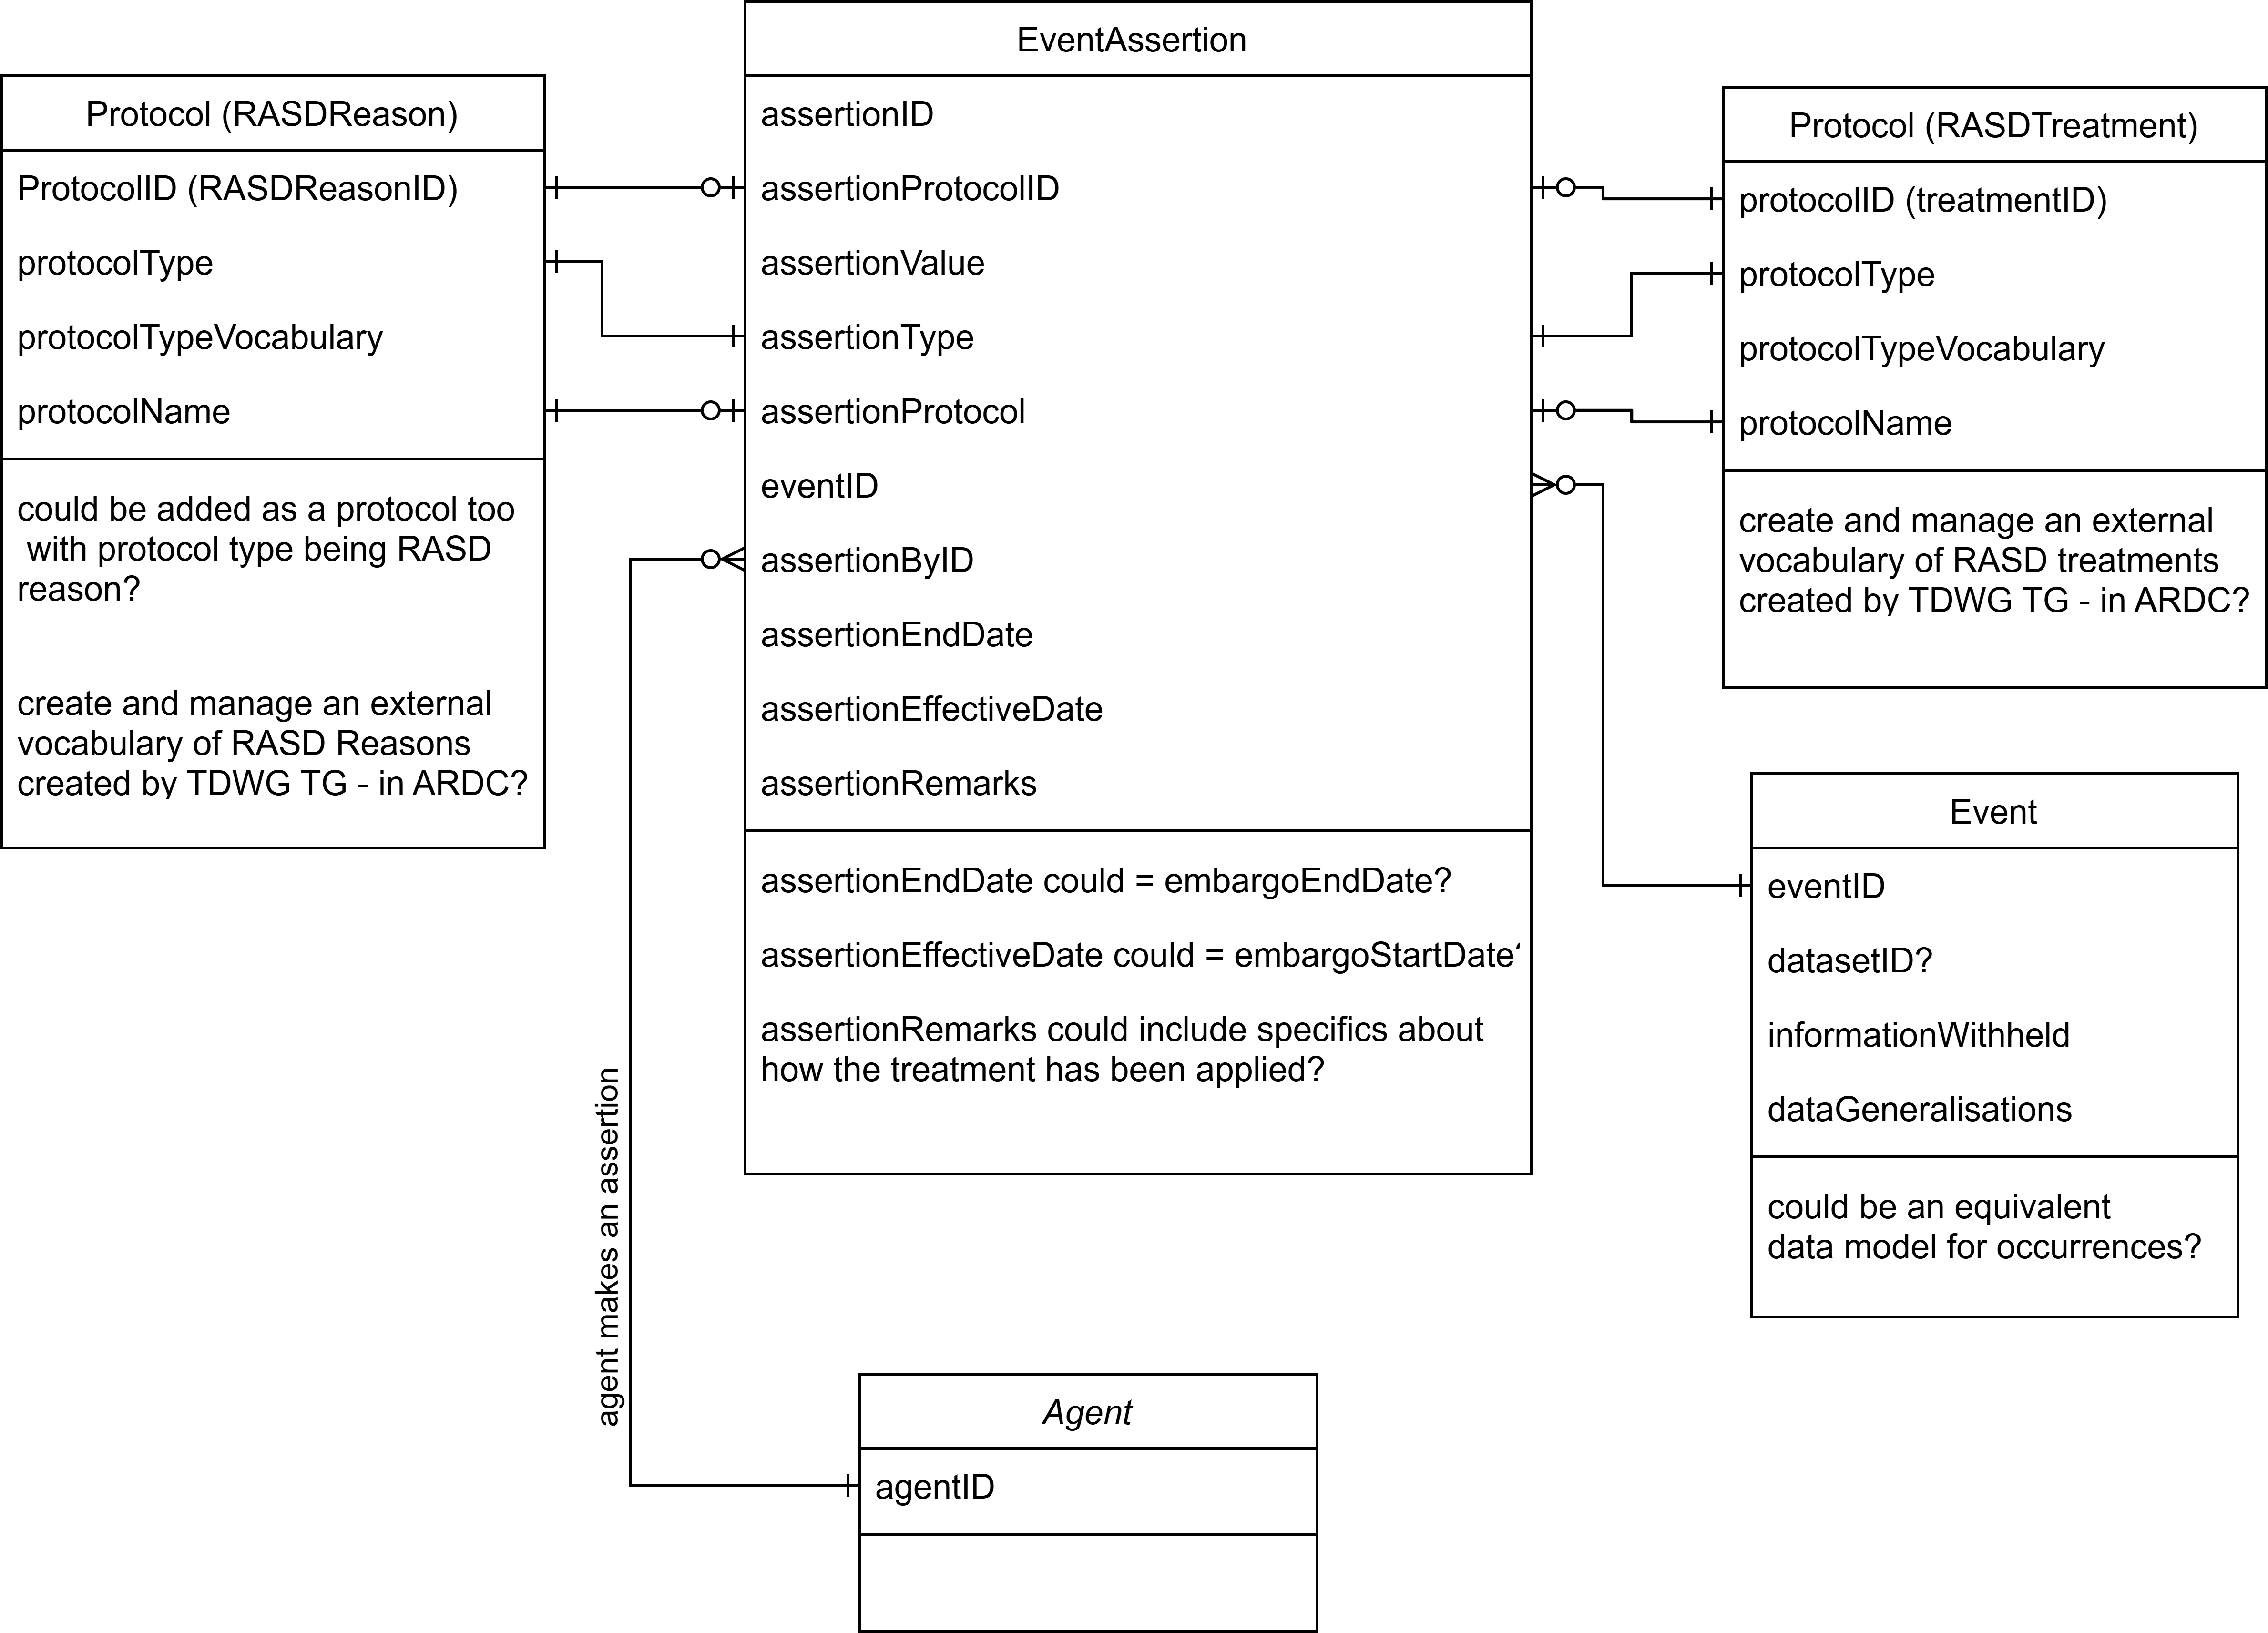 EventAssertion
assertionID
assertionProtocolID
assertionValue
assertionType
assertionProtocol
eventID
assertionByID
assertionEndDate
assertionEffectiveDate
assertionRemarks
assertionEndDate could = embargoEndDate?
assertionEffectiveDate could = embargoStartDate
assertionRemarks could include specifics about
how the treatment has been applied?
Protocol (RASDReason)
ProtocolID (RASDReasonID)
protocolType
protocolTypeVocabulary
protocolName
could be added as a protocol too
with protocol type being RASD
reason?
create and manage an external
vocabulary of RASD Reasons
created by TDWG TG - in ARDC?
Protocol (RASDTreatment)
protocolID (treatmentID)
protocolType
protocolTypeVocabulary
protocolName
create and manage an external
vocabulary of RASD treatments
created by TDWG TG - in ARDC?
Event
eventID
datasetID?
informationWithheld
dataGeneralisations
could be an equivalent
data model for occurrences?
agent makes an assertion
Agent
agentID